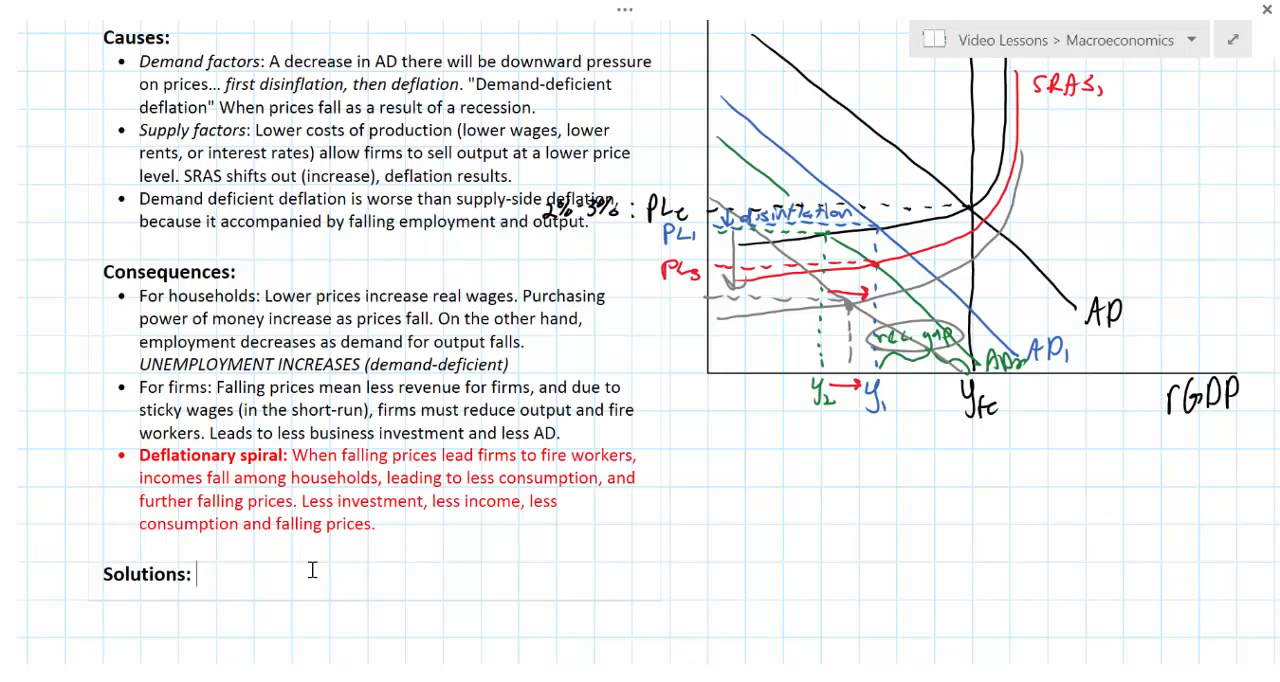 Causes:
• Demand factors: A decrease in AD there will be downward pressure
on prices... first disinflation, then deflation. "Demand-deficient
deflation" When prices fall as a result of a recession.
• Supply factors: Lower costs of production (lower wages, lower
rents, or interest rates) allow firms to sell output at a lower price
level. SRAS shifts out (increase), deflation results.
• Demand deficient deflation is worse than supply-side deflation
because it accompanied by falling employment and output.
Consequences:
• For households: Lower prices increase real wages. Purchasing
power of money increase as prices fall. On the other hand,
employment decreases as demand for output falls.
UNEMPLOYMENT INCREASES (demand-deficient)
• For firms: Falling prices mean less revenue for firms, and due to
sticky wages (in the short-run), firms must reduce output and fire
workers. Leads to less business investment and less AD.
• Deflationary spiral: When falling prices lead firms to fire workers,
incomes fall among households, leading to less consumption, and
further falling prices. Less investment, less income, less
consumption and falling prices.
Solutions:
Video Lessons > Macroeconomics
SRAS₁
2% 3% : PLe
disinflation
PL₁
PL₃
AD
rec gap
AD₂
AD₁
y₂
y₁
yfe
rGDP